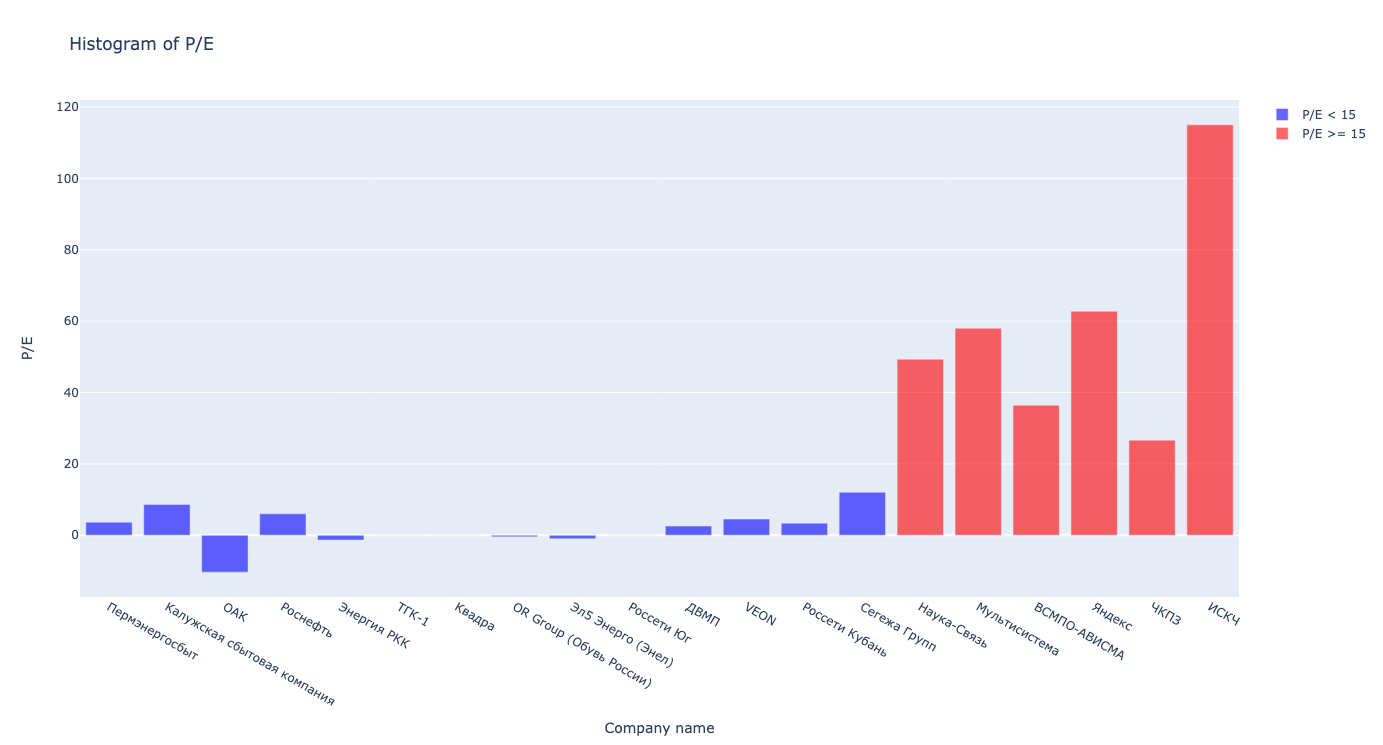 Histogram of P/E
P/E < 15
P/E >= 15
120
100
80
60
40
20
0
P/E
Пермэнергосбыт
Калужская сбытовая компания
ОАК
Роснефть
Энергия РКК
ТГК-1
Квадра
OR Group (Обувь России)
Эл5 Энерго (Энел)
Россети Юг
ДВМП
VEON
Россети Кубань
Сегежа Групп
Наука-Связь
Мультисистема
ВСМПО-АВИСМА
Яндекс
ЧКПЗ
ИСКЧ
Company name